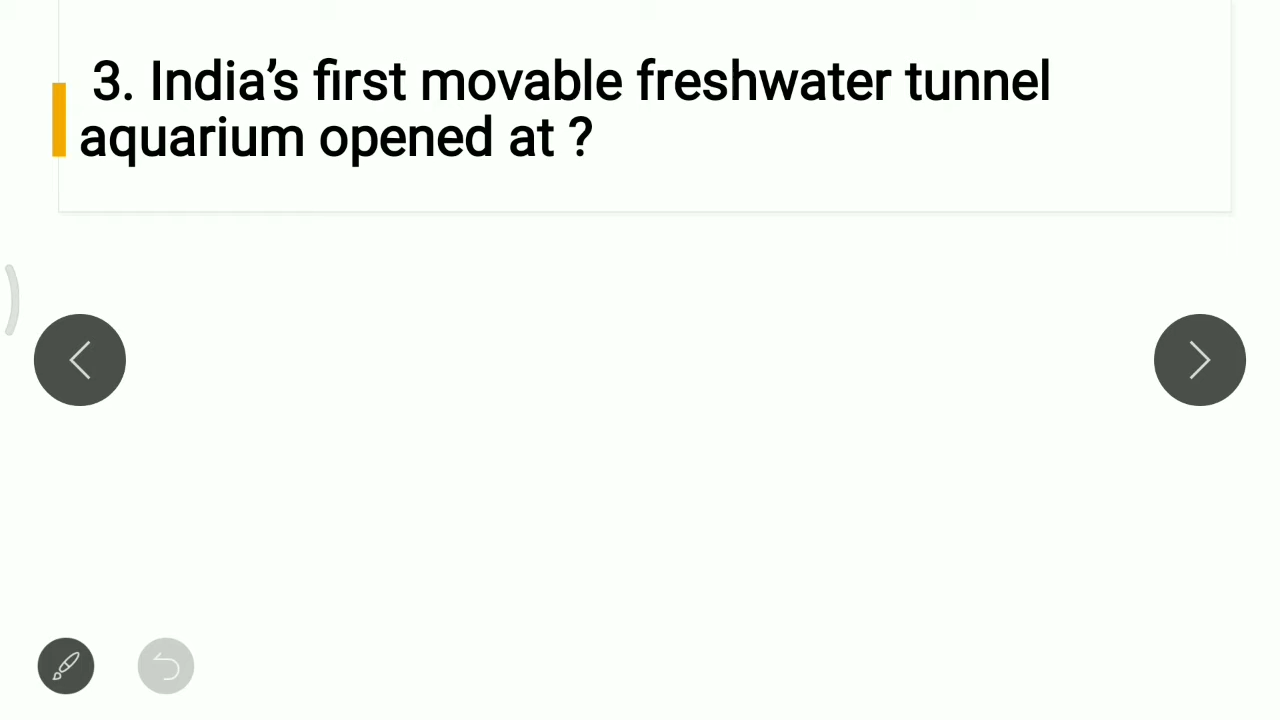 3. India’s first movable freshwater tunnel
aquarium opened at ?